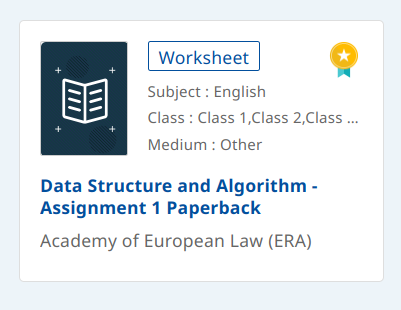 Worksheet
Subject : English
Class : Class 1,Class 2,Class ...
Medium : Other
Data Structure and Algorithm -
Assignment 1 Paperback
Academy of European Law (ERA)